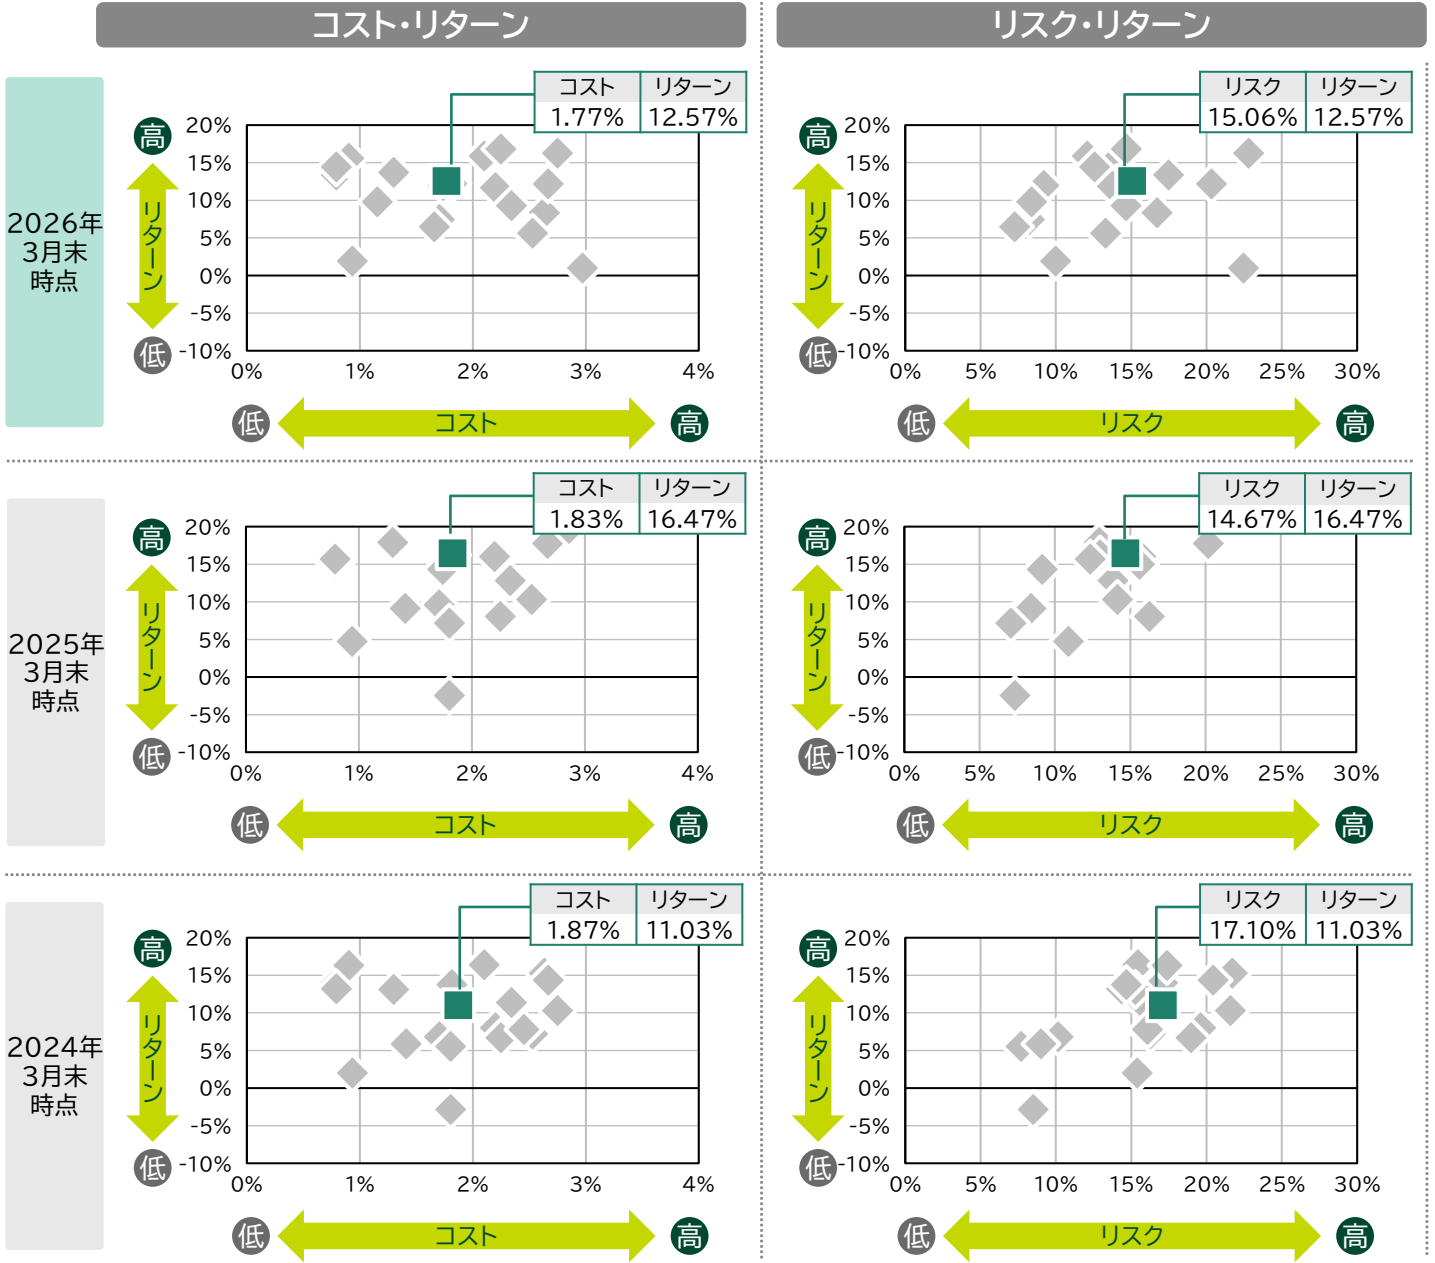 コスト・リターン
リスク・リターン
2026年
3月末
時点
コスト リターン
1.77% 12.57%
高
リターン
低
20%
15%
10%
5%
0%
-5%
-10%
0% 1% 2% 3% 4%
低 コスト 高
リスク リターン
15.06% 12.57%
高
リターン
低
20%
15%
10%
5%
0%
-5%
-10%
0% 5% 10% 15% 20% 25% 30%
低 リスク 高
2025年
3月末
時点
コスト リターン
1.83% 16.47%
高
リターン
低
20%
15%
10%
5%
0%
-5%
-10%
0% 1% 2% 3% 4%
低 コスト 高
リスク リターン
14.67% 16.47%
高
リターン
低
20%
15%
10%
5%
0%
-5%
-10%
0% 5% 10% 15% 20% 25% 30%
低 リスク 高
2024年
3月末
時点
コスト リターン
1.87% 11.03%
高
リターン
低
20%
15%
10%
5%
0%
-5%
-10%
0% 1% 2% 3% 4%
低 コスト 高
リスク リターン
17.10% 11.03%
高
リターン
低
20%
15%
10%
5%
0%
-5%
-10%
0% 5% 10% 15% 20% 25% 30%
低 リスク 高